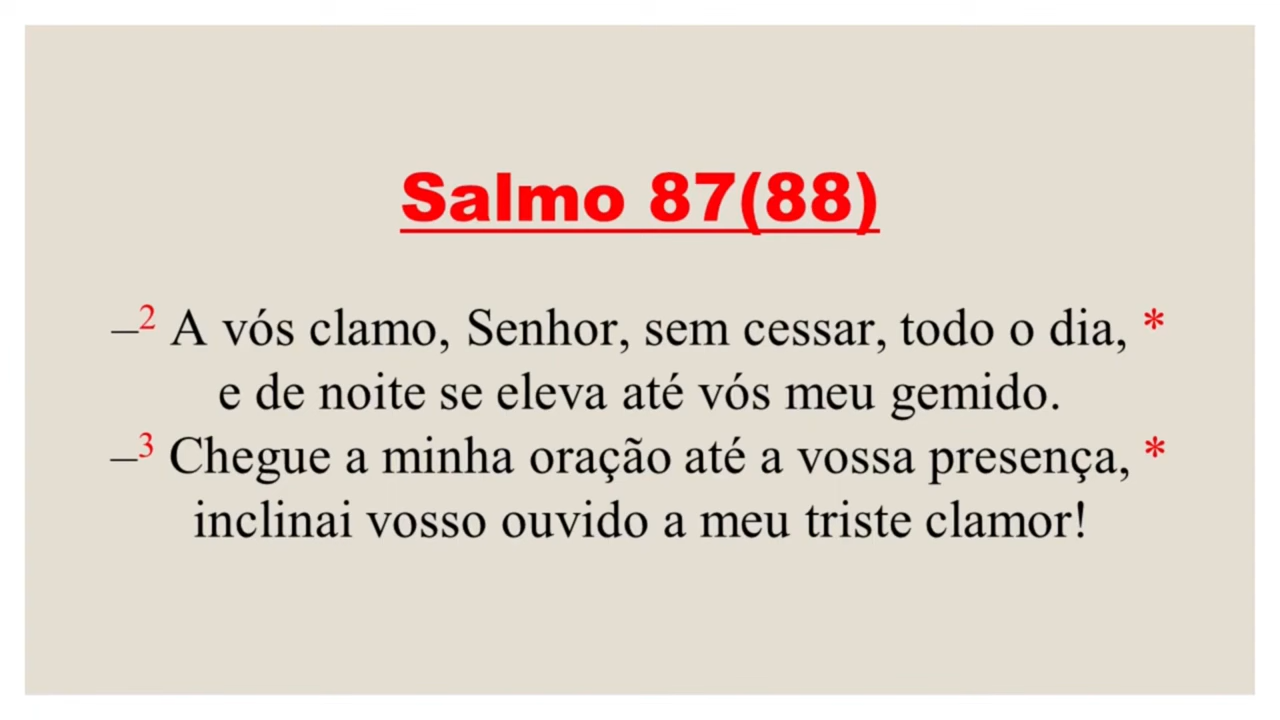 Salmo 87(88)
–² A vós clamo, Senhor, sem cessar, todo o dia, *
e de noite se eleva até vós meu gemido.
–³ Chegue a minha oração até a vossa presença, *
inclinai vosso ouvido a meu triste clamor!